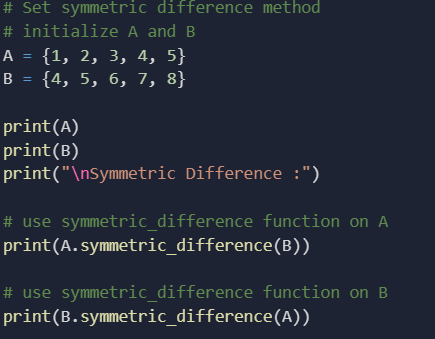 # Set symmetric difference method
# initialize A and B
A = {1, 2, 3, 4, 5}
B = {4, 5, 6, 7, 8}
print(A)
print(B)
print("\nSymmetric Difference :")
# use symmetric_difference function on A
print(A.symmetric_difference(B))
# use symmetric_difference function on B
print(B.symmetric_difference(A))